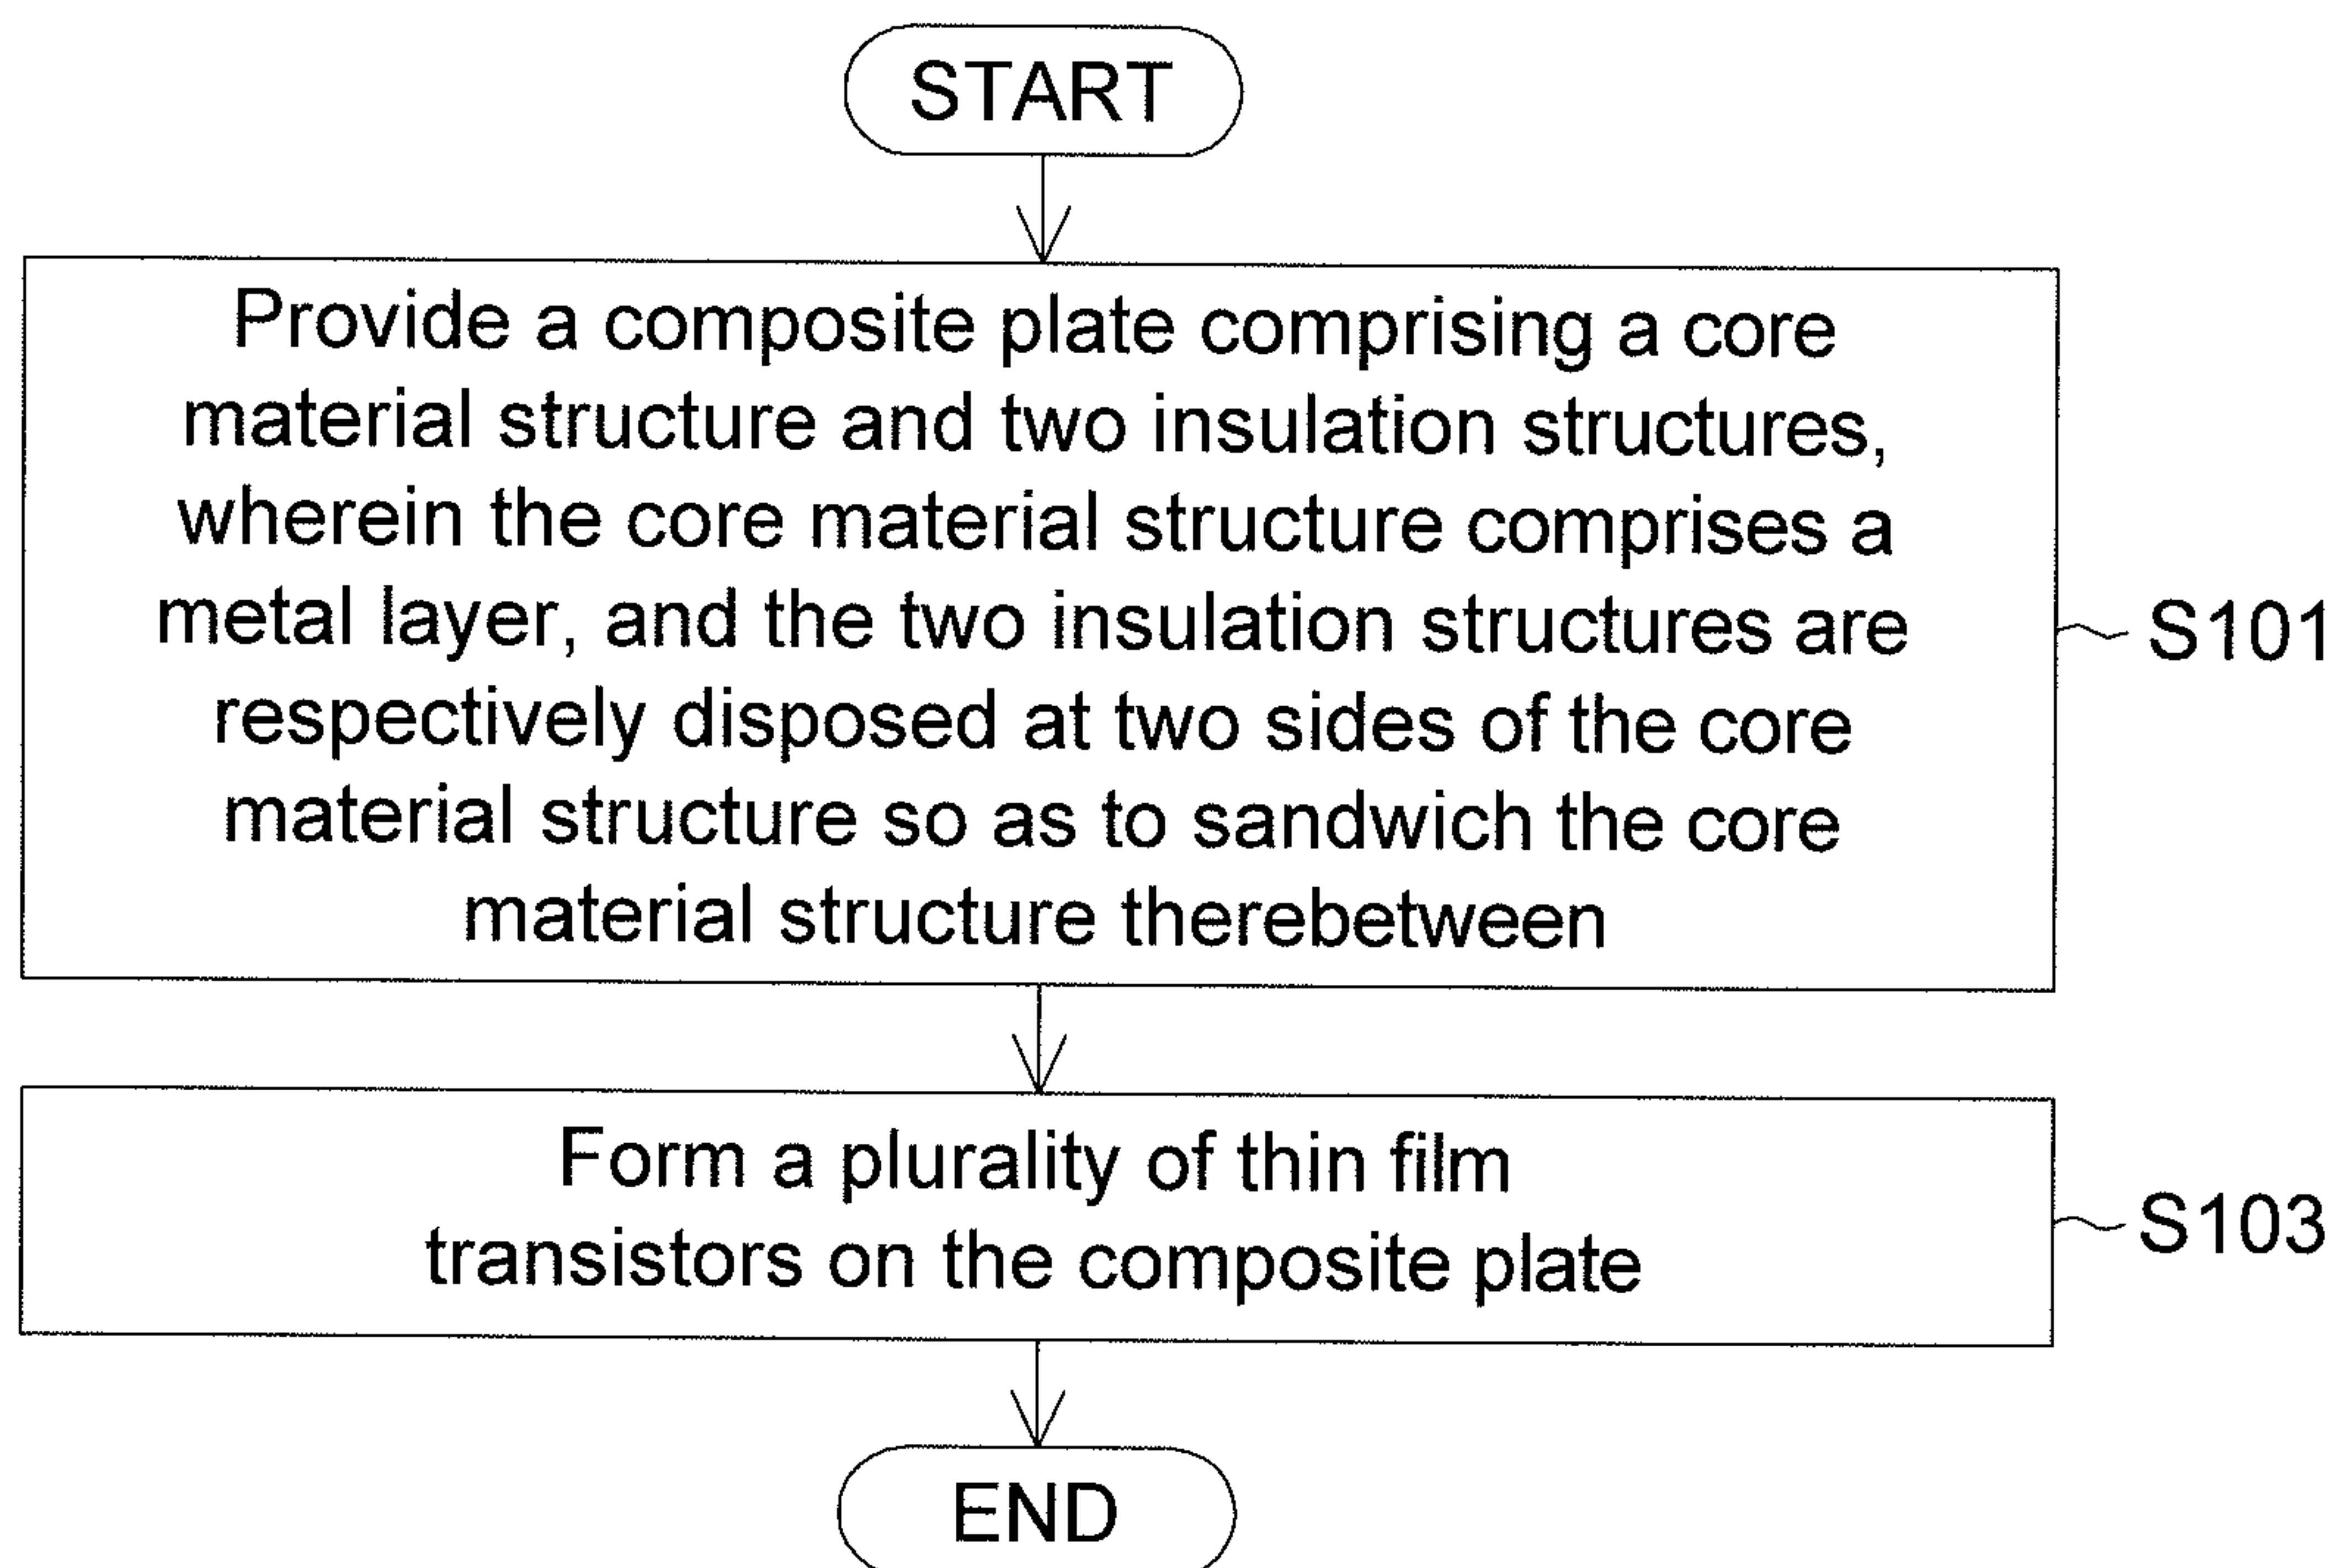 START
Provide a composite plate comprising a core
material structure and two insulation structures,
wherein the core material structure comprises a
metal layer, and the two insulation structures are
respectively disposed at two sides of the core
material structure so as to sandwich the core
material structure therebetween
S101
Form a plurality of thin film
transistors on the composite plate
S103
END